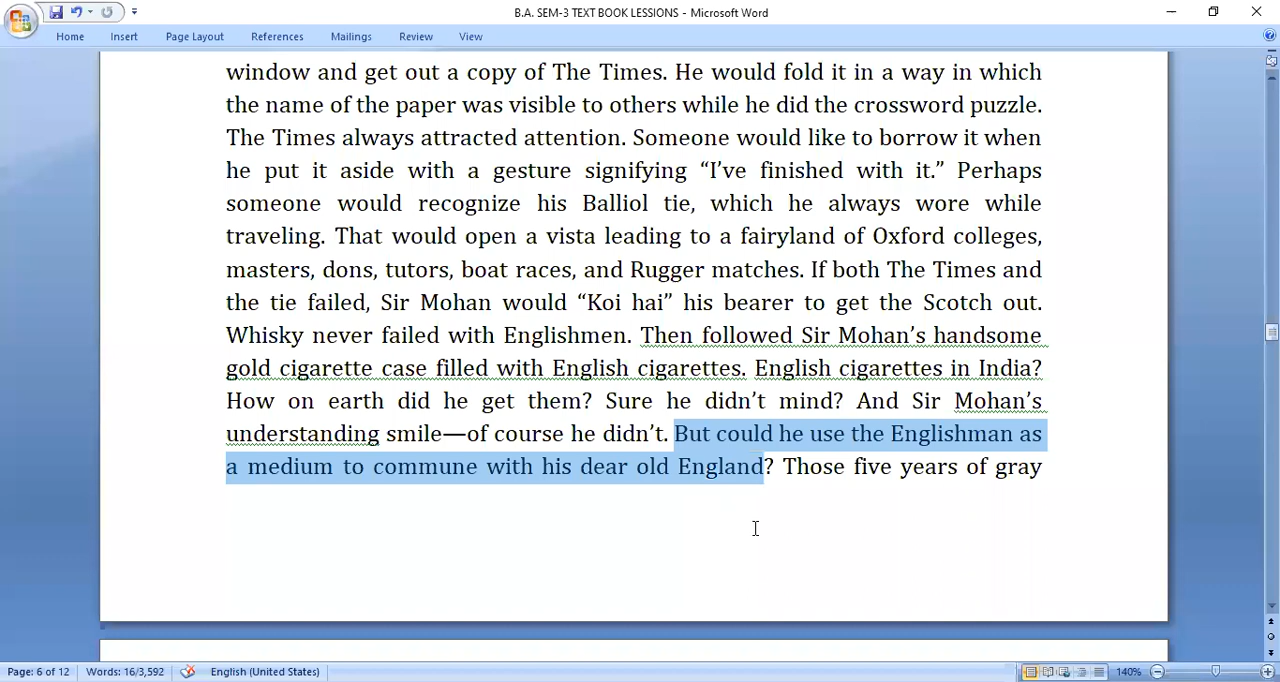 B.A. SEM-3 TEXT BOOK LESSIONS - Microsoft Word
Home Insert Page Layout References Mailings Review View
window and get out a copy of The Times. He would fold it in a way in which
the name of the paper was visible to others while he did the crossword puzzle.
The Times always attracted attention. Someone would like to borrow it when
he put it aside with a gesture signifying “I’ve finished with it.” Perhaps
someone would recognize his Balliol tie, which he always wore while
traveling. That would open a vista leading to a fairyland of Oxford colleges,
masters, dons, tutors, boat races, and Rugger matches. If both The Times and
the tie failed, Sir Mohan would “Koi hai” his bearer to get the Scotch out.
Whisky never failed with Englishmen. Then followed Sir Mohan’s handsome
gold cigarette case filled with English cigarettes. English cigarettes in India?
How on earth did he get them? Sure he didn’t mind? And Sir Mohan’s
understanding smile—of course he didn’t. But could he use the Englishman as
a medium to commune with his dear old England? Those five years of gray
Page: 6 of 12 Words: 16/3,592 English (United States) 140%